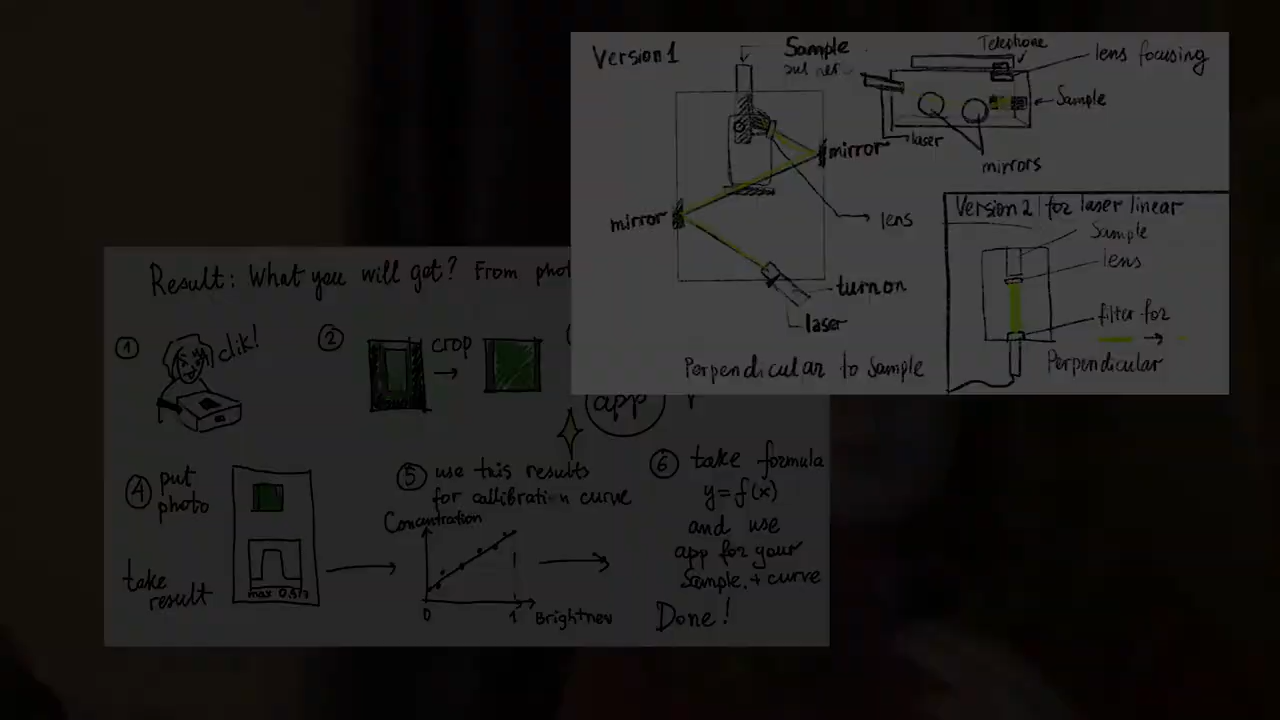 Version 1
Sample
mirror
mirror
lens
turn on
laser
Perpendicular to Sample
Telephone
lens focusing
Sample
laser
mirrors
Version 2 | for laser linear
Sample
lens
filter for
Perpendicular
Result: What you will get? From
1
clik!
2
crop
app
4
put
photo
take
result
max
5
use this results
for callibration curve
Concentration
0
1
6
take formula
y=f(x)
and use
app for your
Sample. + curve
Done!